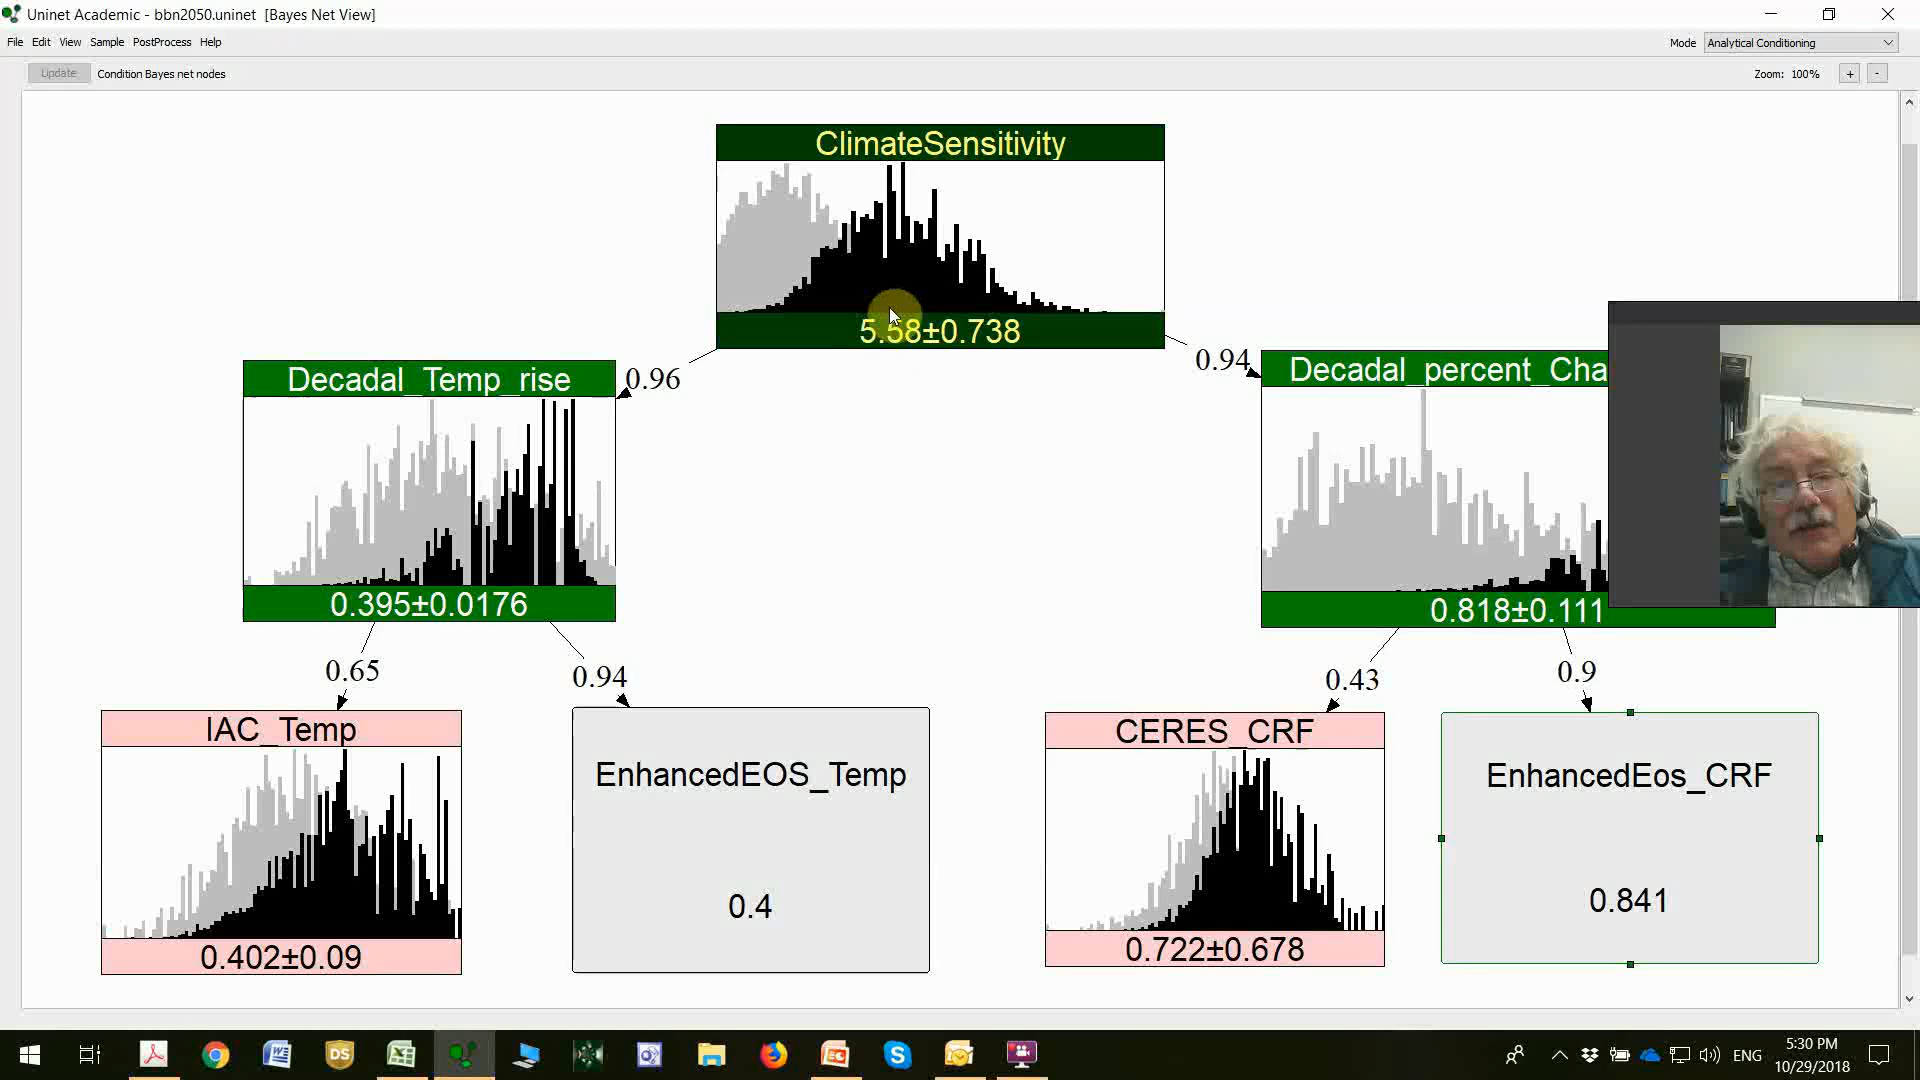 Uninet Academic - bbn2050.uninet [Bayes Net View]
File Edit View Sample PostProcess Help
Mode Analytical Conditioning
Update Condition Bayes net nodes
Zoom: 100% + -
ClimateSensitivity
5.58±0.738
0.96
0.94
Decadal_Temp_rise
0.395±0.0176
Decadal_percent_Cha
0.818±0.111
0.65
0.94
0.43
0.9
IAC_Temp
0.402±0.09
EnhancedEOS_Temp
0.4
CERES_CRF
0.722±0.678
EnhancedEos_CRF
0.841
DS
ENG
5:30 PM
10/29/2018